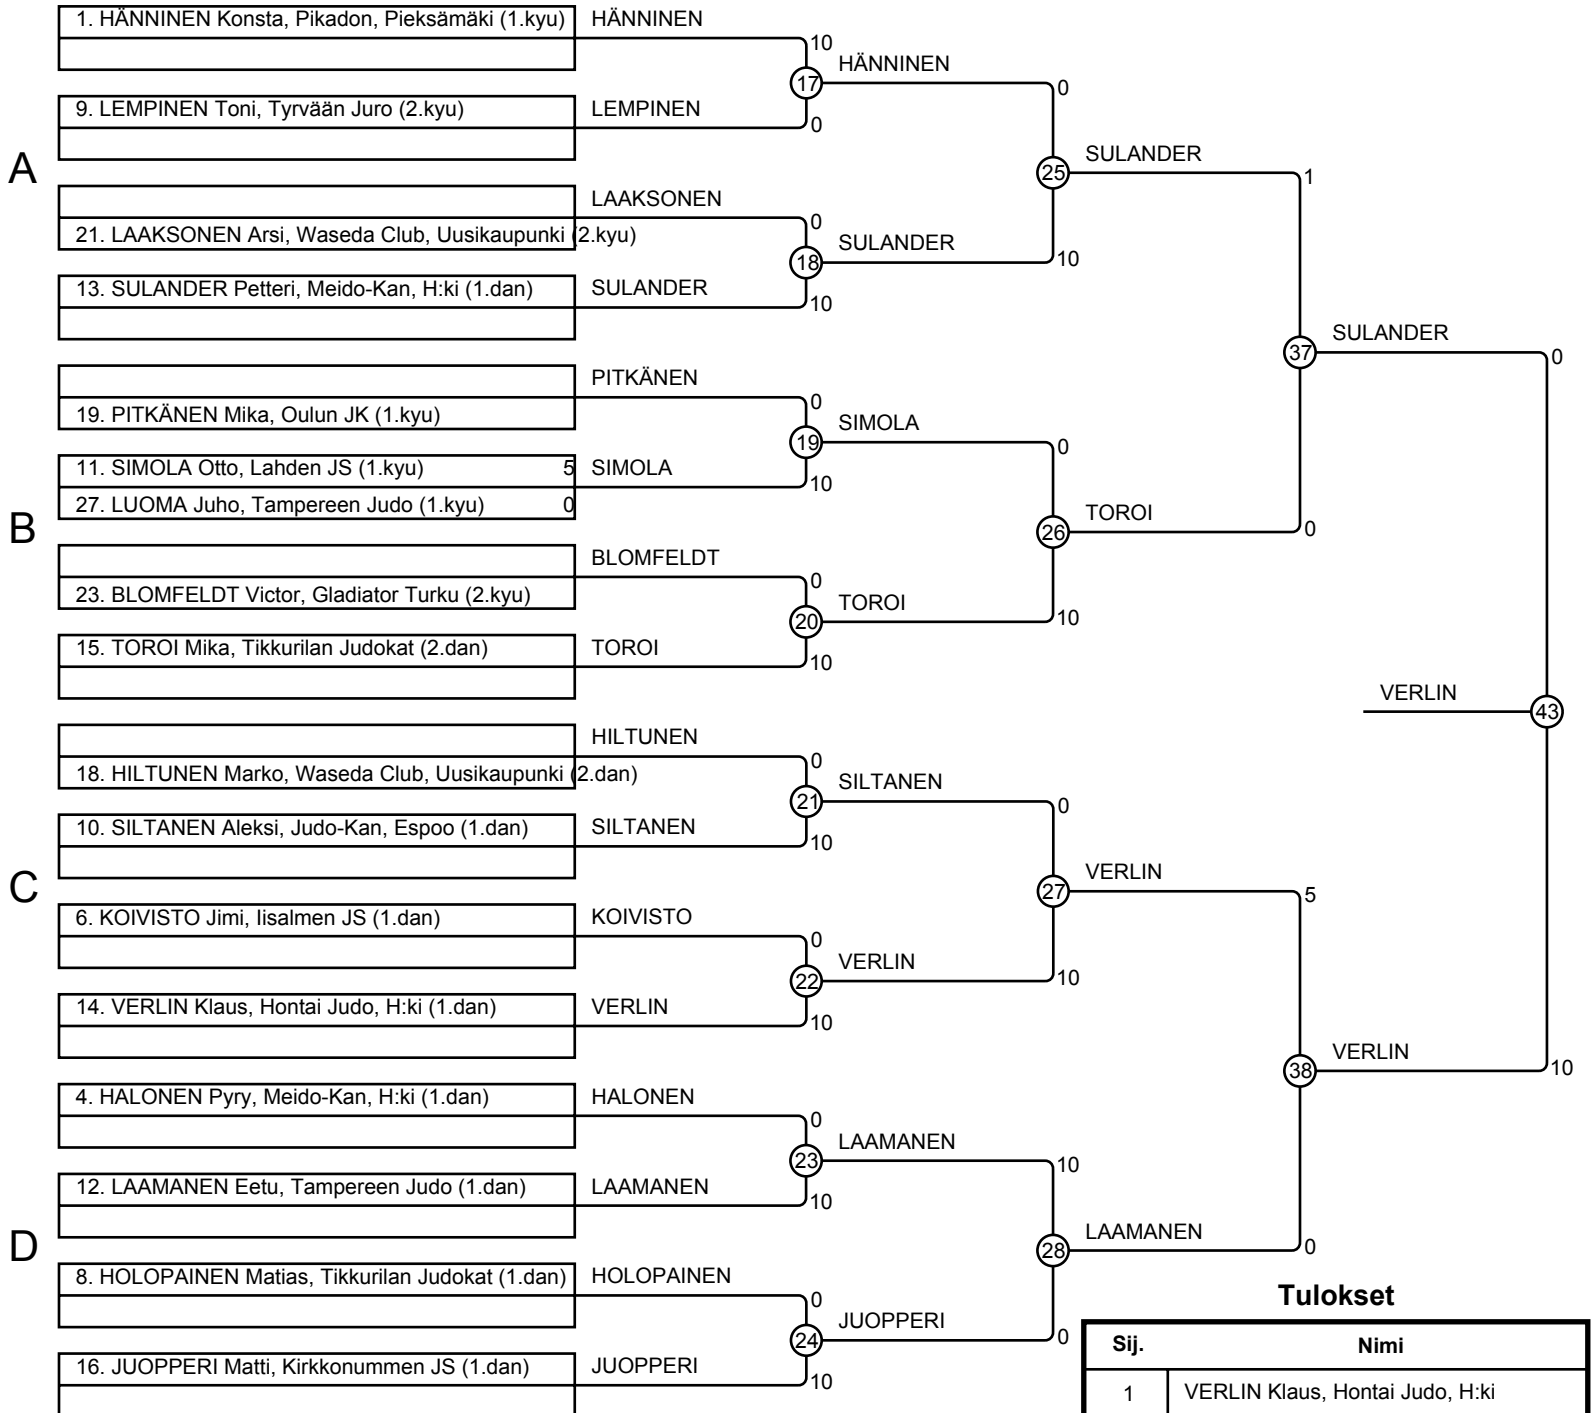 1. HÄNNINEN Konsta, Pikadon, Pieksämäki (1.kyu)
HÄNNINEN
10
17
HÄNNINEN
0
9. LEMPINEN Toni, Tyrvään Juro (2.kyu)
LEMPINEN
0
A
25
SULANDER
1
LAAKSONEN
0
21. LAAKSONEN Arsi, Waseda Club, Uusikaupunki (2.kyu)
18
SULANDER
10
13. SULANDER Petteri, Meido-Kan, H:ki (1.dan)
SULANDER
10
37
SULANDER
0
PITKÄNEN
0
19. PITKÄNEN Mika, Oulun JK (1.kyu)
19
SIMOLA
0
11. SIMOLA Otto, Lahden JS (1.kyu) 5
SIMOLA
10
27. LUOMA Juho, Tampereen Judo (1.kyu) 0
B
26
TOROI
0
BLOMFELDT
0
23. BLOMFELDT Victor, Gladiator Turku (2.kyu)
20
TOROI
10
15. TOROI Mika, Tikkurilan Judokat (2.dan)
TOROI
10
VERLIN
43
HILTUNEN
0
18. HILTUNEN Marko, Waseda Club, Uusikaupunki (2.dan)
21
SILTANEN
0
10. SILTANEN Aleksi, Judo-Kan, Espoo (1.dan)
SILTANEN
10
C
27
VERLIN
5
6. KOIVISTO Jimi, Iisalmen JS (1.dan)
KOIVISTO
0
22
VERLIN
10
14. VERLIN Klaus, Hontai Judo, H:ki (1.dan)
VERLIN
10
38
VERLIN
10
4. HALONEN Pyry, Meido-Kan, H:ki (1.dan)
HALONEN
0
23
LAAMANEN
10
12. LAAMANEN Eetu, Tampereen Judo (1.dan)
LAAMANEN
10
D
28
LAAMANEN
0
8. HOLOPAINEN Matias, Tikkurilan Judokat (1.dan)
HOLOPAINEN
0
24
JUOPPERI
0
16. JUOPPERI Matti, Kirkkonummen JS (1.dan)
JUOPPERI
10
Tulokset
Sij. Nimi
1 VERLIN Klaus, Hontai Judo, H:ki